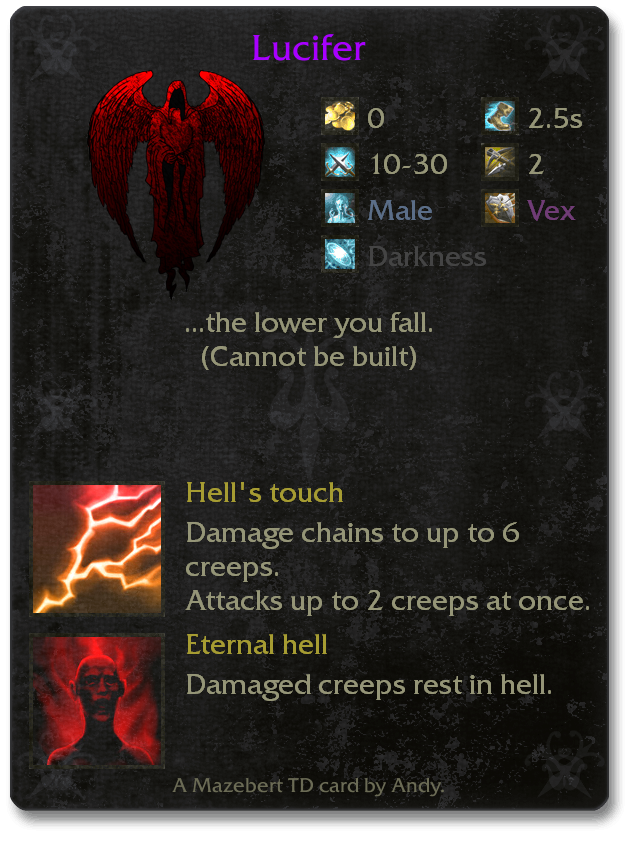 Lucifer
0
2.5s
10-30
2
Male
Vex
Darkness
...the lower you fall.
(Cannot be built)
Hell's touch
Damage chains to up to 6
creeps.
Attacks up to 2 creeps at once.
Eternal hell
Damaged creeps rest in hell.
A Mazebert TD card by Andy.